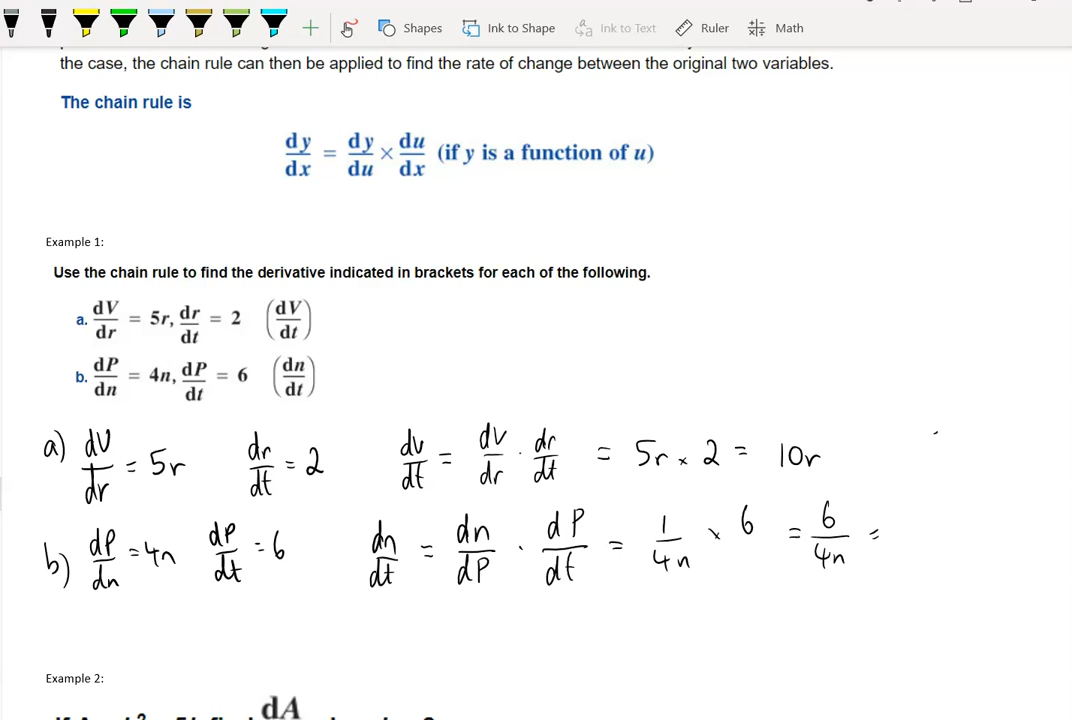 Shapes Ink to Shape Ink to Text Ruler Math
the case, the chain rule can then be applied to find the rate of change between the original two variables.
The chain rule is
dy/dx = dy/du × du/dx (if y is a function of u)
Example 1:
Use the chain rule to find the derivative indicated in brackets for each of the following.
a. dV/dr = 5r, dr/dt = 2 (dV/dt)
b. dP/dn = 4n, dP/dt = 6 (dn/dt)
a) dV/dr = 5r dr/dt = 2 dv/dt = dv/dr · dr/dt = 5r × 2 = 10r
b) dP/dn = 4n dP/dt = 6 dn/dt = dn/dP · dP/dt = 1/4n × 6 = 6/4n =
Example 2:
dA